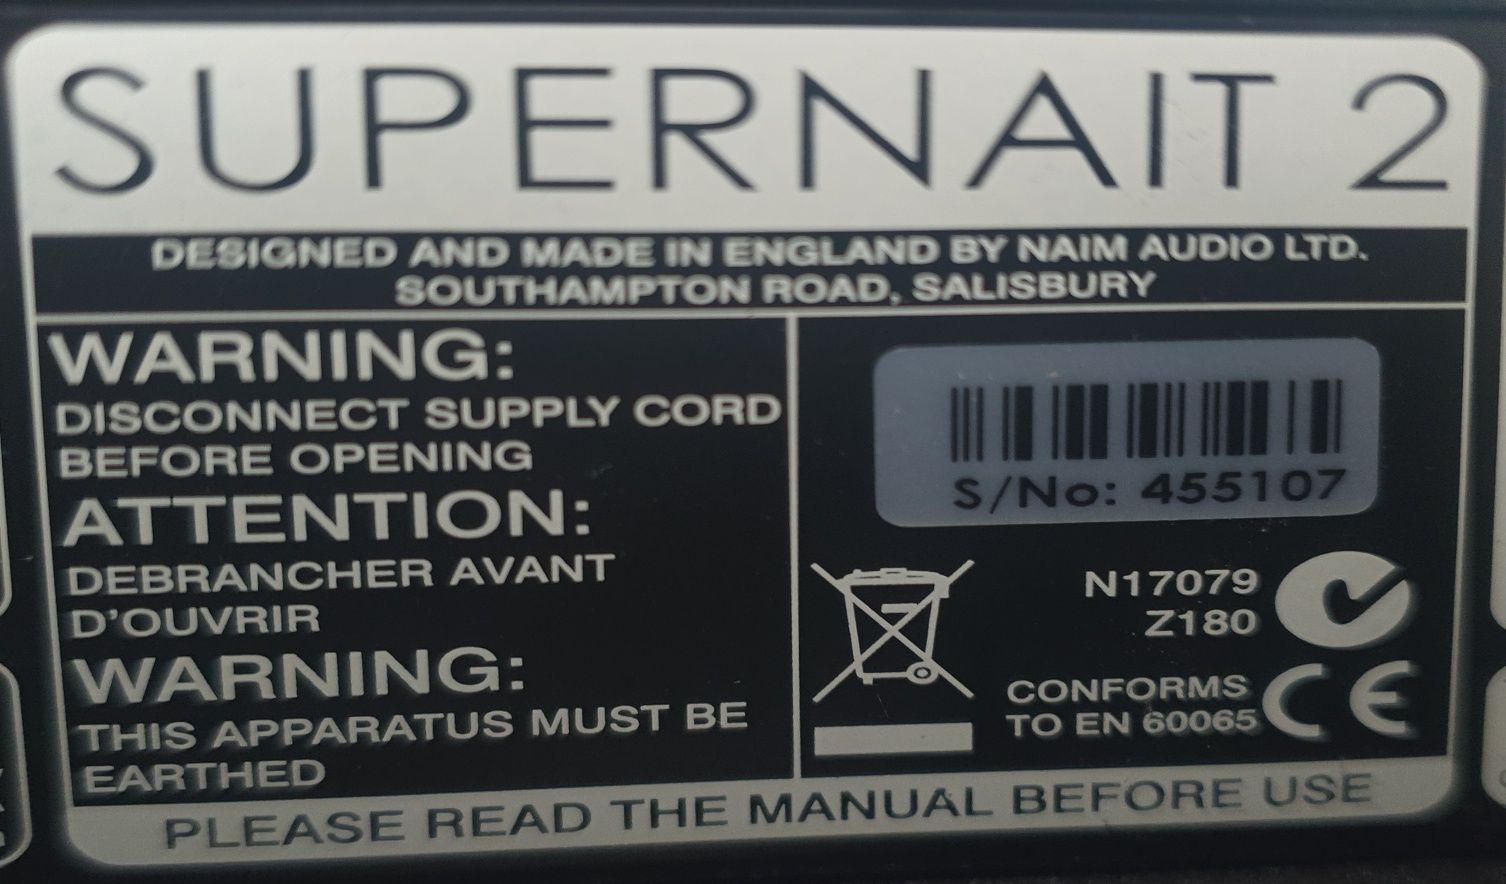 SUPERNAIT 2
DESIGNED AND MADE IN ENGLAND BY NAIM AUDIO LTD.
SOUTHAMPTON ROAD, SALISBURY
WARNING:
DISCONNECT SUPPLY CORD
BEFORE OPENING
ATTENTION:
DEBRANCHER AVANT
D'OUVRIR
WARNING:
THIS APPARATUS MUST BE
EARTHED
S/No: 455107
N17079
Z180
CONFORMS
TO EN 60065
CE
PLEASE READ THE MANUAL BEFORE USE